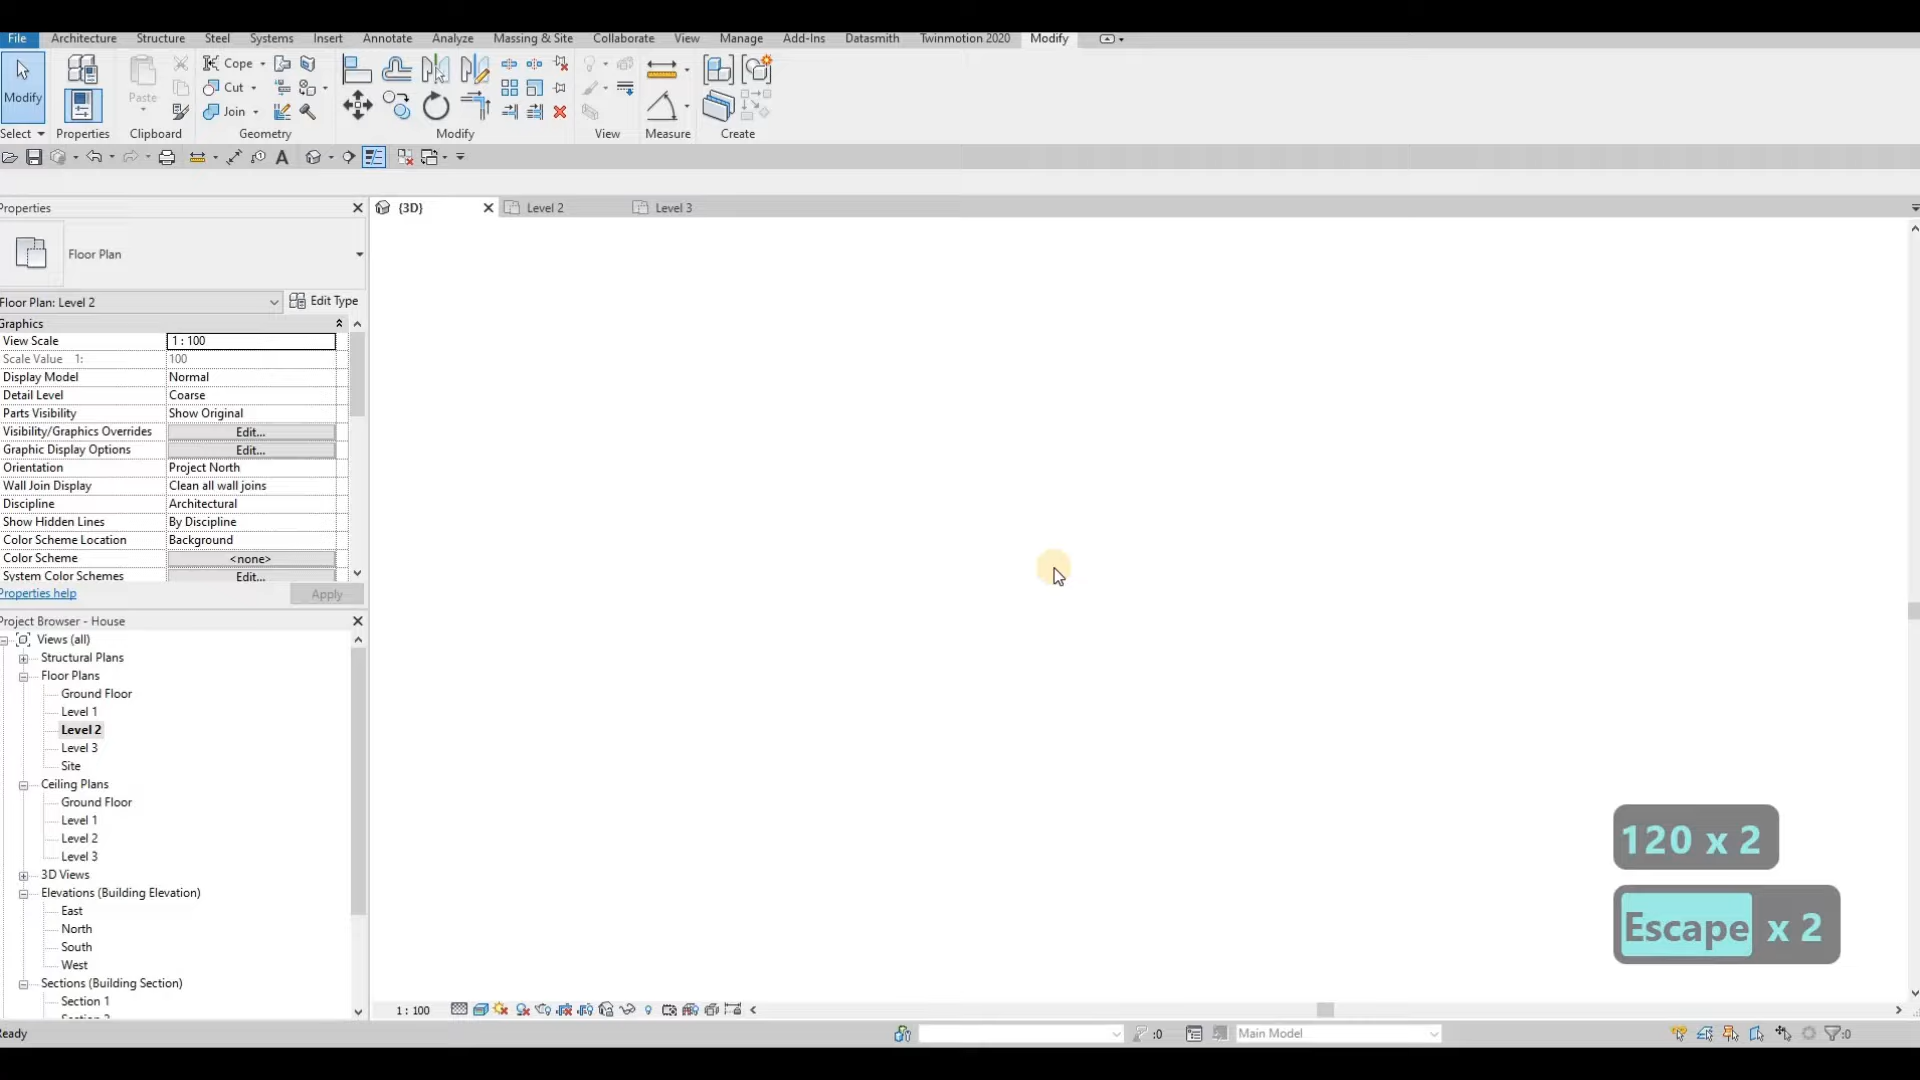 File Architecture Structure Steel Systems Insert Annotate Analyze Massing & Site Collaborate View Manage Add-Ins Datasmith Twinmotion 2020 Modify
Cope
Cut
Join
Modify
Paste
Select Properties Clipboard Geometry Modify View Measure Create
Properties
{3D} Level 2 Level 3
Floor Plan
Floor Plan: Level 2 Edit Type
Graphics
View Scale 1 : 100
Scale Value 1: 100
Display Model Normal
Detail Level Coarse
Parts Visibility Show Original
Visibility/Graphics Overrides Edit...
Graphic Display Options Edit...
Orientation Project North
Wall Join Display Clean all wall joins
Discipline Architectural
Show Hidden Lines By Discipline
Color Scheme Location Background
Color Scheme <none>
System Color Schemes Edit...
Properties help Apply
Project Browser - House
Views (all)
Structural Plans
Floor Plans
Ground Floor
Level 1
Level 2
Level 3
Site
Ceiling Plans
Ground Floor
Level 1
Level 2
Level 3
3D Views
Elevations (Building Elevation)
East
North
South
West
Sections (Building Section)
Section 1
120 x 2
Escape x 2
1 : 100
Ready :0 Main Model :0